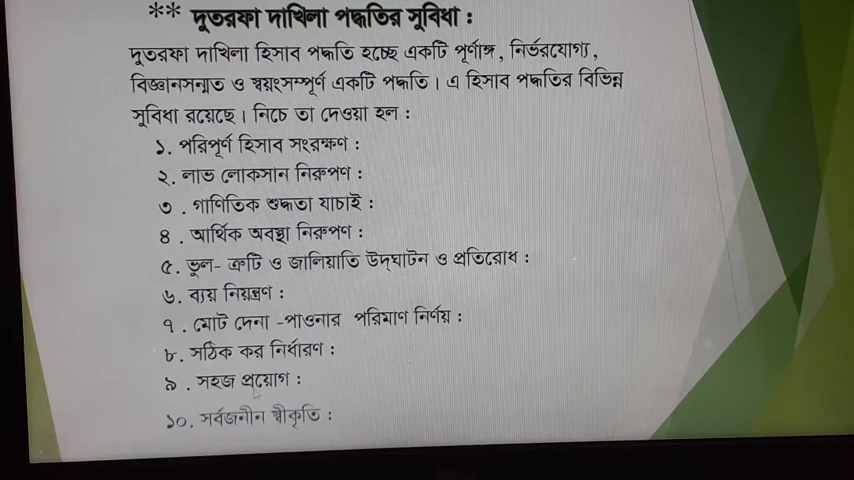 ** দুতরফা দাখিলা পদ্ধতির সুবিধা :
দুতরফা দাখিলা হিসাব পদ্ধতি হচ্ছে একটি পূর্ণাঙ্গ , নির্ভরযোগ্য ,
বিজ্ঞানসন্মত ও স্বয়ংসম্পূর্ণ একটি পদ্ধতি । এ হিসাব পদ্ধতির বিভিন্ন
সুবিধা রয়েছে । নিচে তা দেওয়া হল :
১. পরিপূর্ণ হিসাব সংরক্ষণ :
২. লাভ লোকসান নিরুপণ :
৩ . গাণিতিক শুদ্ধতা যাচাই :
৪ . আর্থিক অবস্থা নিরুপণ :
৫. ভুল- ত্রুটি ও জালিয়াতি উদ্ঘাটন ও প্রতিরোধ :
৬. ব্যয় নিয়ন্ত্রণ :
৭ . মোট দেনা -পাওনার পরিমাণ নির্ণয় :
৮. সঠিক কর নির্ধারণ :
৯ . সহজ প্রয়োগ :
১০. সর্বজনীন স্বীকৃতি :